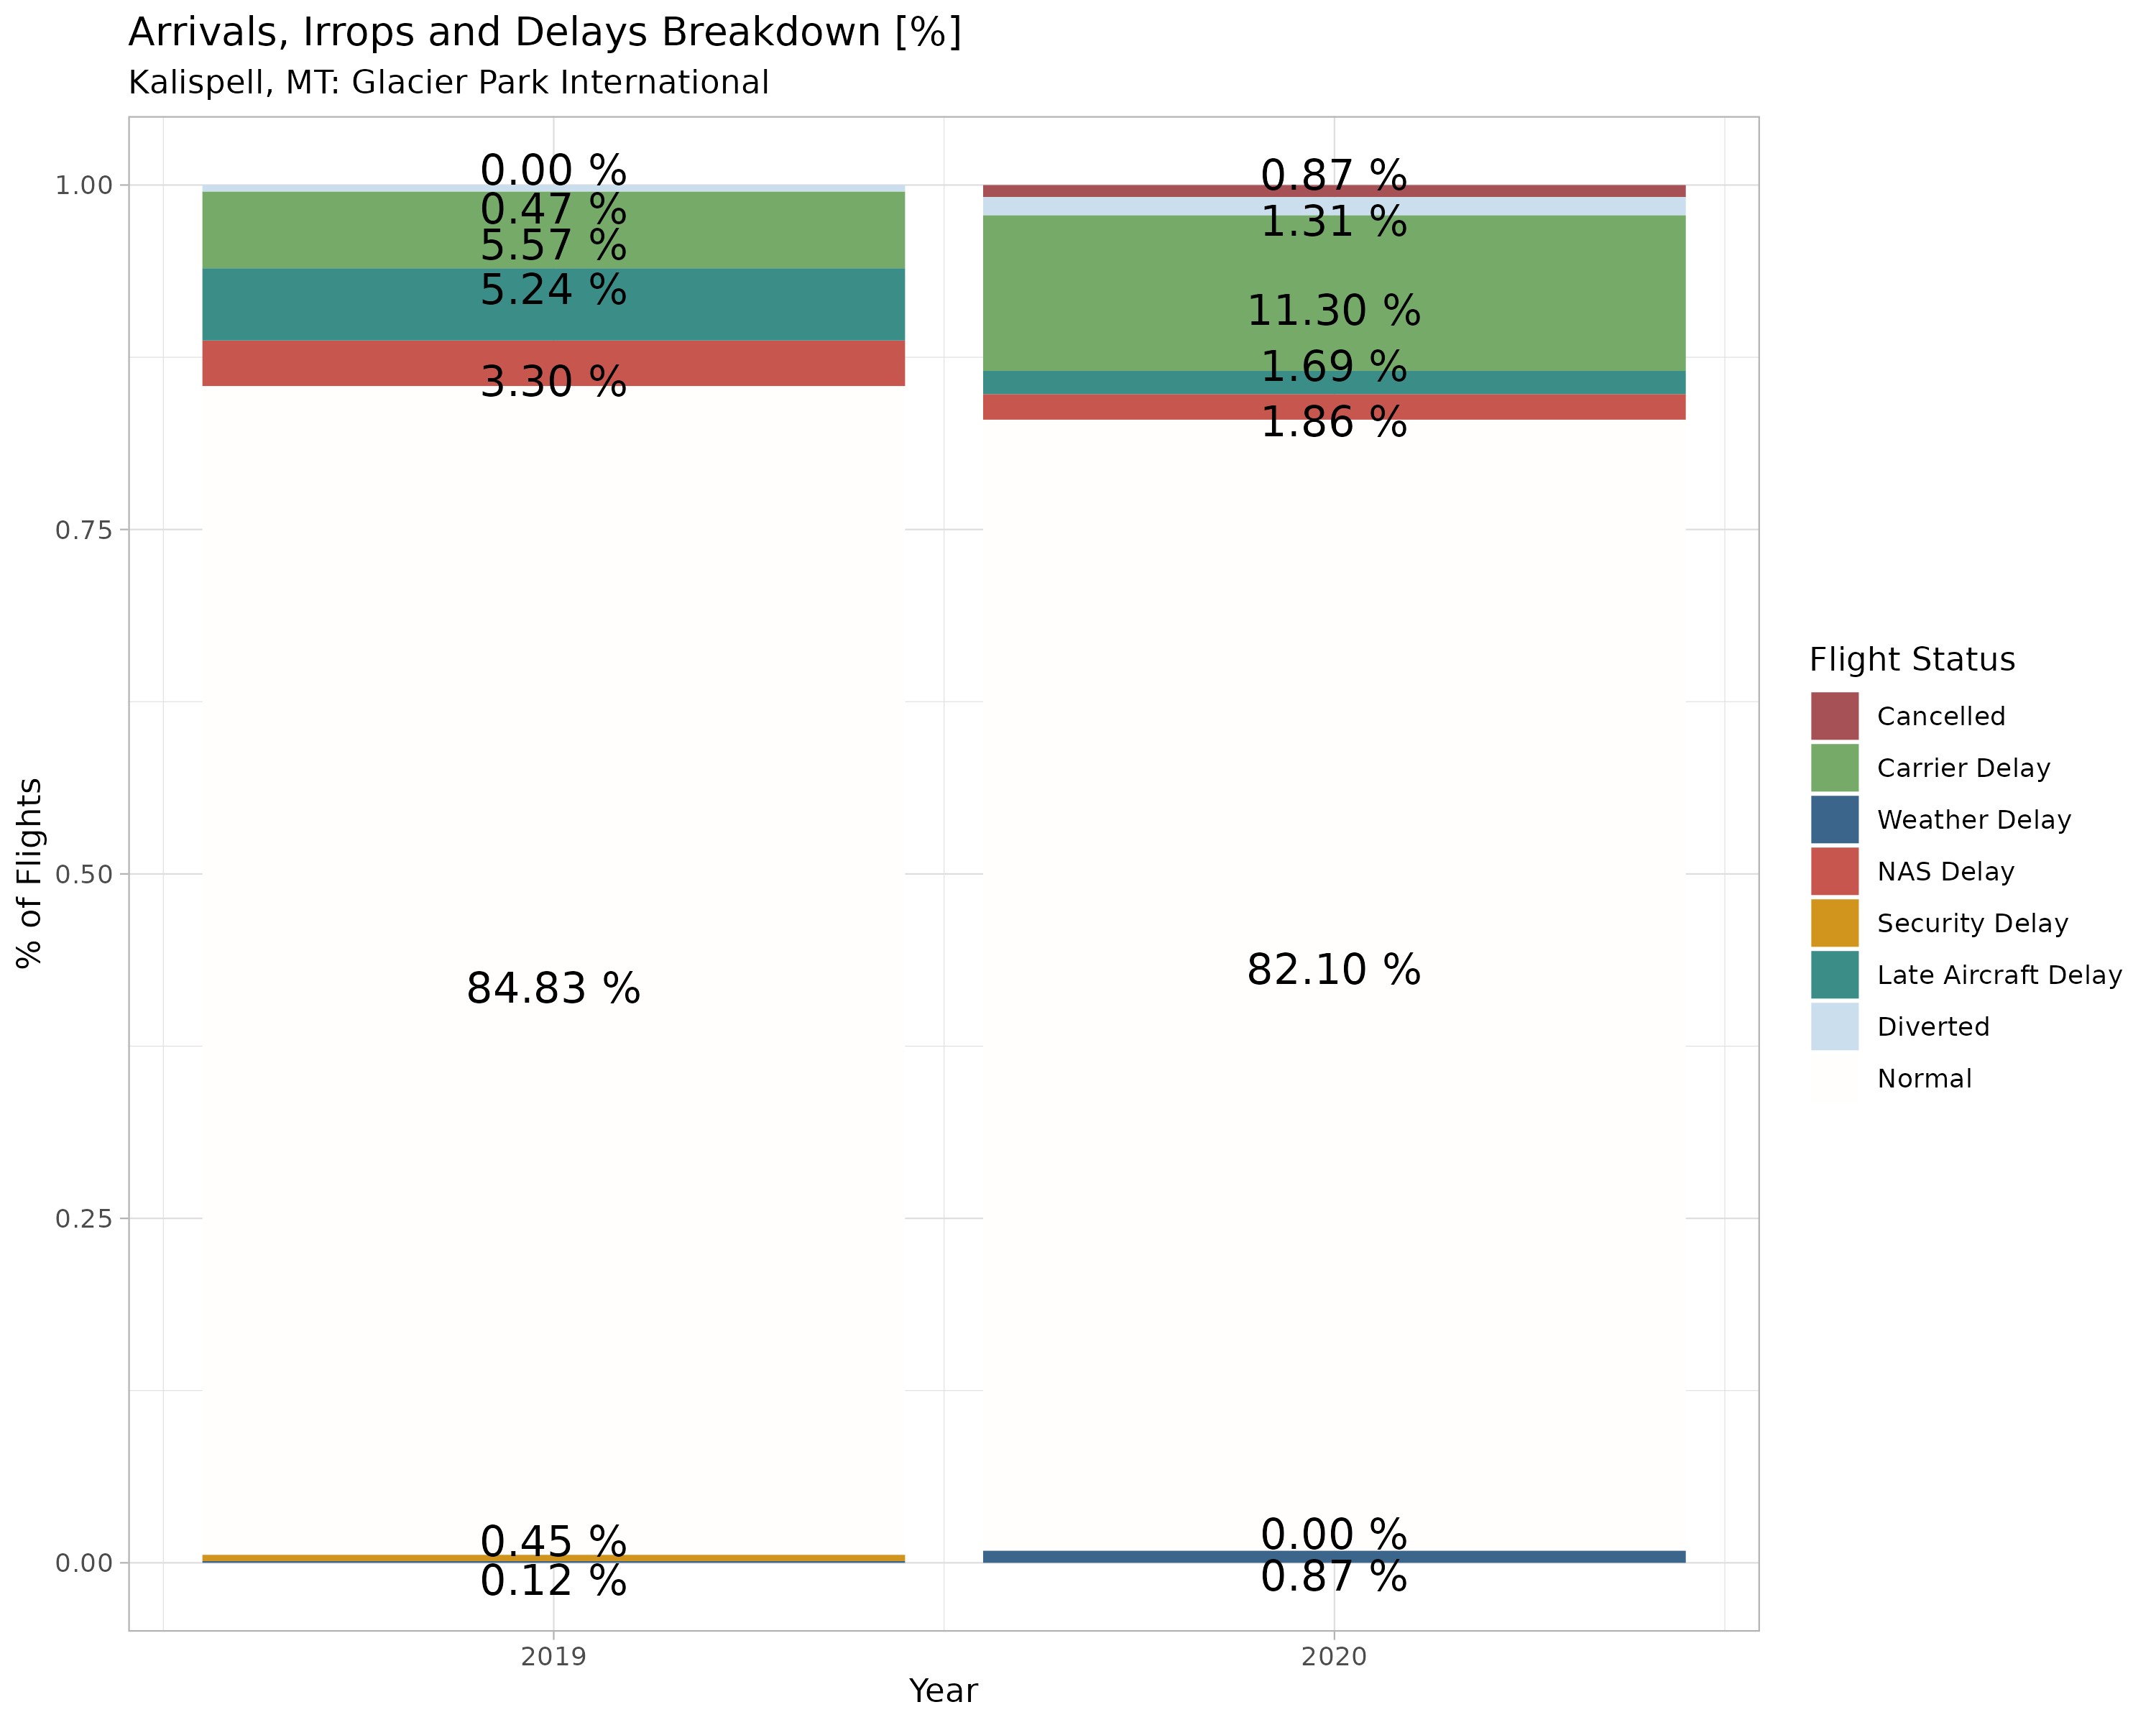 Arrivals, Irrops and Delays Breakdown [%]
Kalispell, MT: Glacier Park International
% of Flights
1.00
0.75
0.50
0.25
0.00
0.00 %
0.47 %
5.57 %
5.24 %
3.30 %
84.83 %
0.45 %
0.12 %
0.87 %
1.31 %
11.30 %
1.69 %
1.86 %
82.10 %
0.00 %
0.87 %
2019
2020
Year
Flight Status
Cancelled
Carrier Delay
Weather Delay
NAS Delay
Security Delay
Late Aircraft Delay
Diverted
Normal